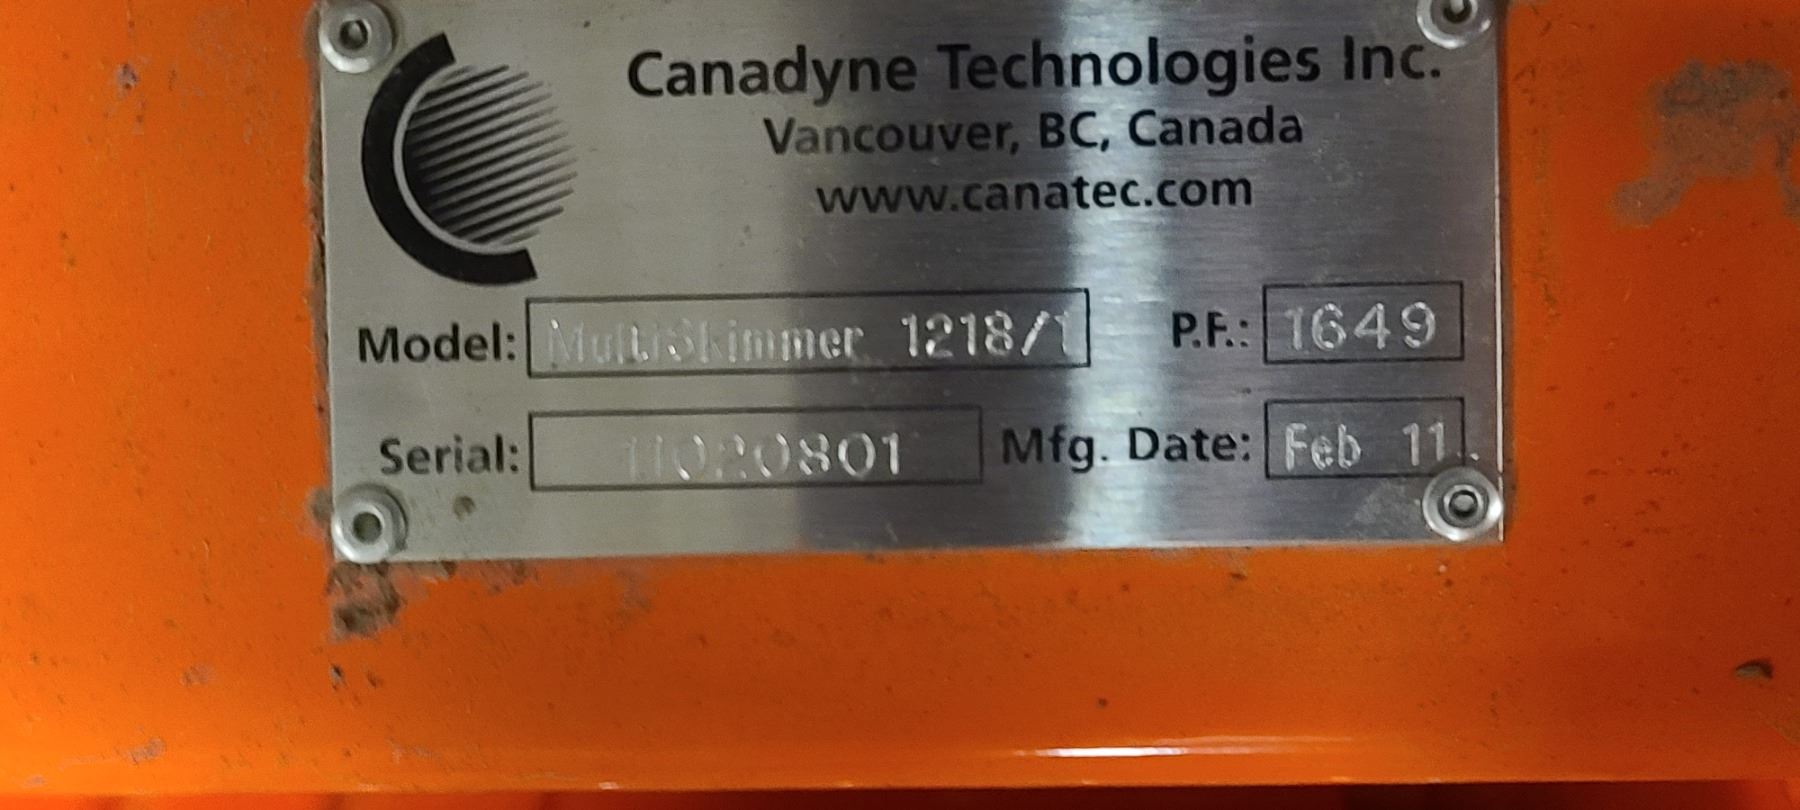 Canadyne Technologies Inc.
Vancouver, BC, Canada
www.canatec.com
Model: MultiSkimmer 1218/1 P.F.: 1649
Serial: 11020801 Mfg. Date: Feb 11.